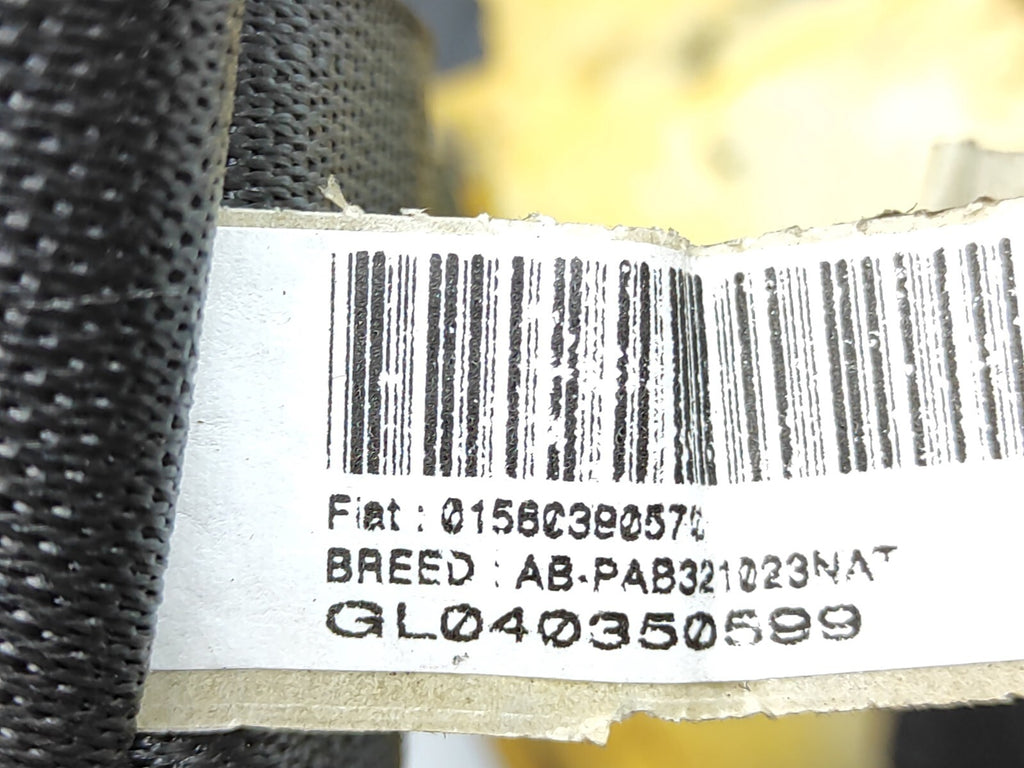 Fiat : 01560390570
BREED : AB-PAB321023NAT
GL040350599